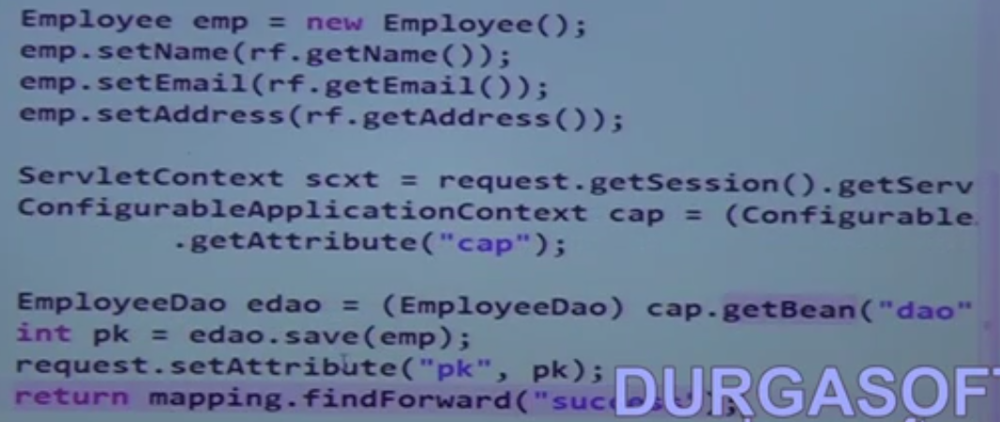 Employee emp = new Employee();
emp.setName(rf.getName());
emp.setEmail(rf.getEmail());
emp.setAddress(rf.getAddress());
ServletContext scxt = request.getSession().getServ
ConfigurableApplicationContext cap = (Configurable
.getAttribute("cap");
EmployeeDao edao = (EmployeeDao) cap.getBean("dao"
int pk = edao.save(emp);
request.setAttribute("pk", pk);
return mapping.findForward("suc
DURGASOFT